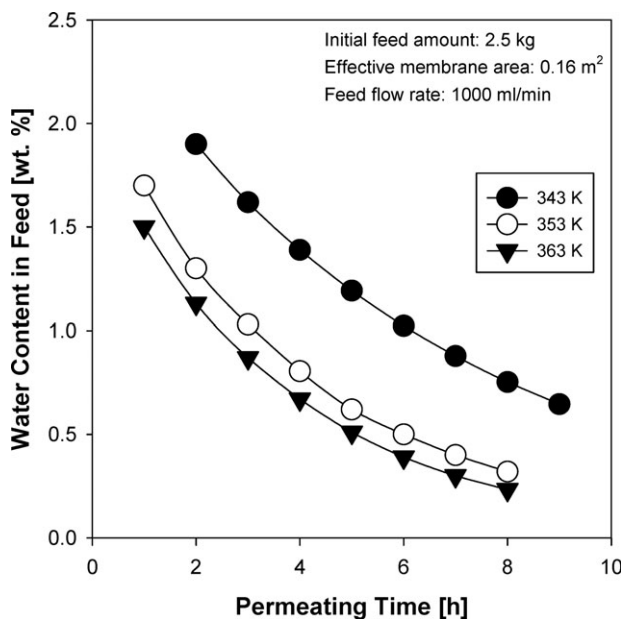 Initial feed amount: 2.5 kg
Effective membrane area: 0.16 m²
Feed flow rate: 1000 ml/min
343 K
353 K
363 K
Water Content in Feed [wt. %]
2.5
2.0
1.5
1.0
0.5
0.0
0 2 4 6 8 10
Permeating Time [h]